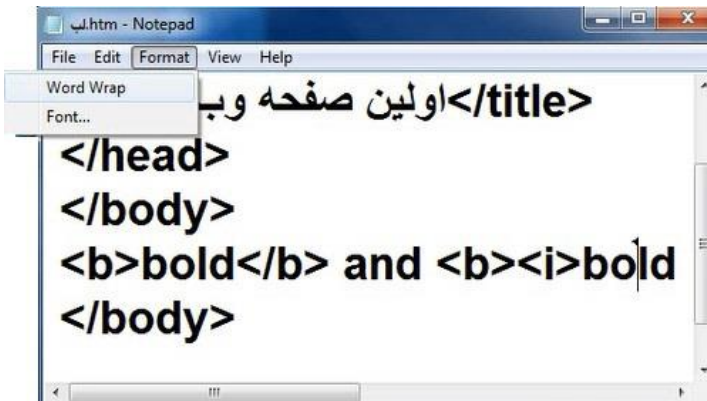 لب.htm - Notepad
File Edit Format View Help
Word Wrap
Font...
اولین صفحه وب</title>
</head>
</body>
<b>bold</b> and <b><i>bold
</body>